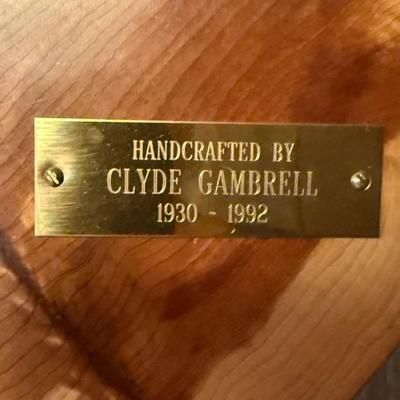 HANDCRAFTED BY
CLYDE GAMBRELL
1930 - 1992